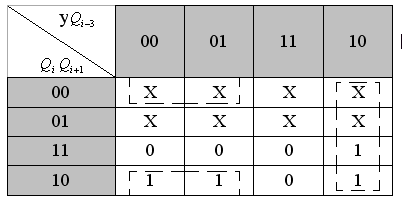 yQi-3
QiQi+1
00 01 11 10
00 X X X X
01 X X X X
11 0 0 0 1
10 1 1 0 1